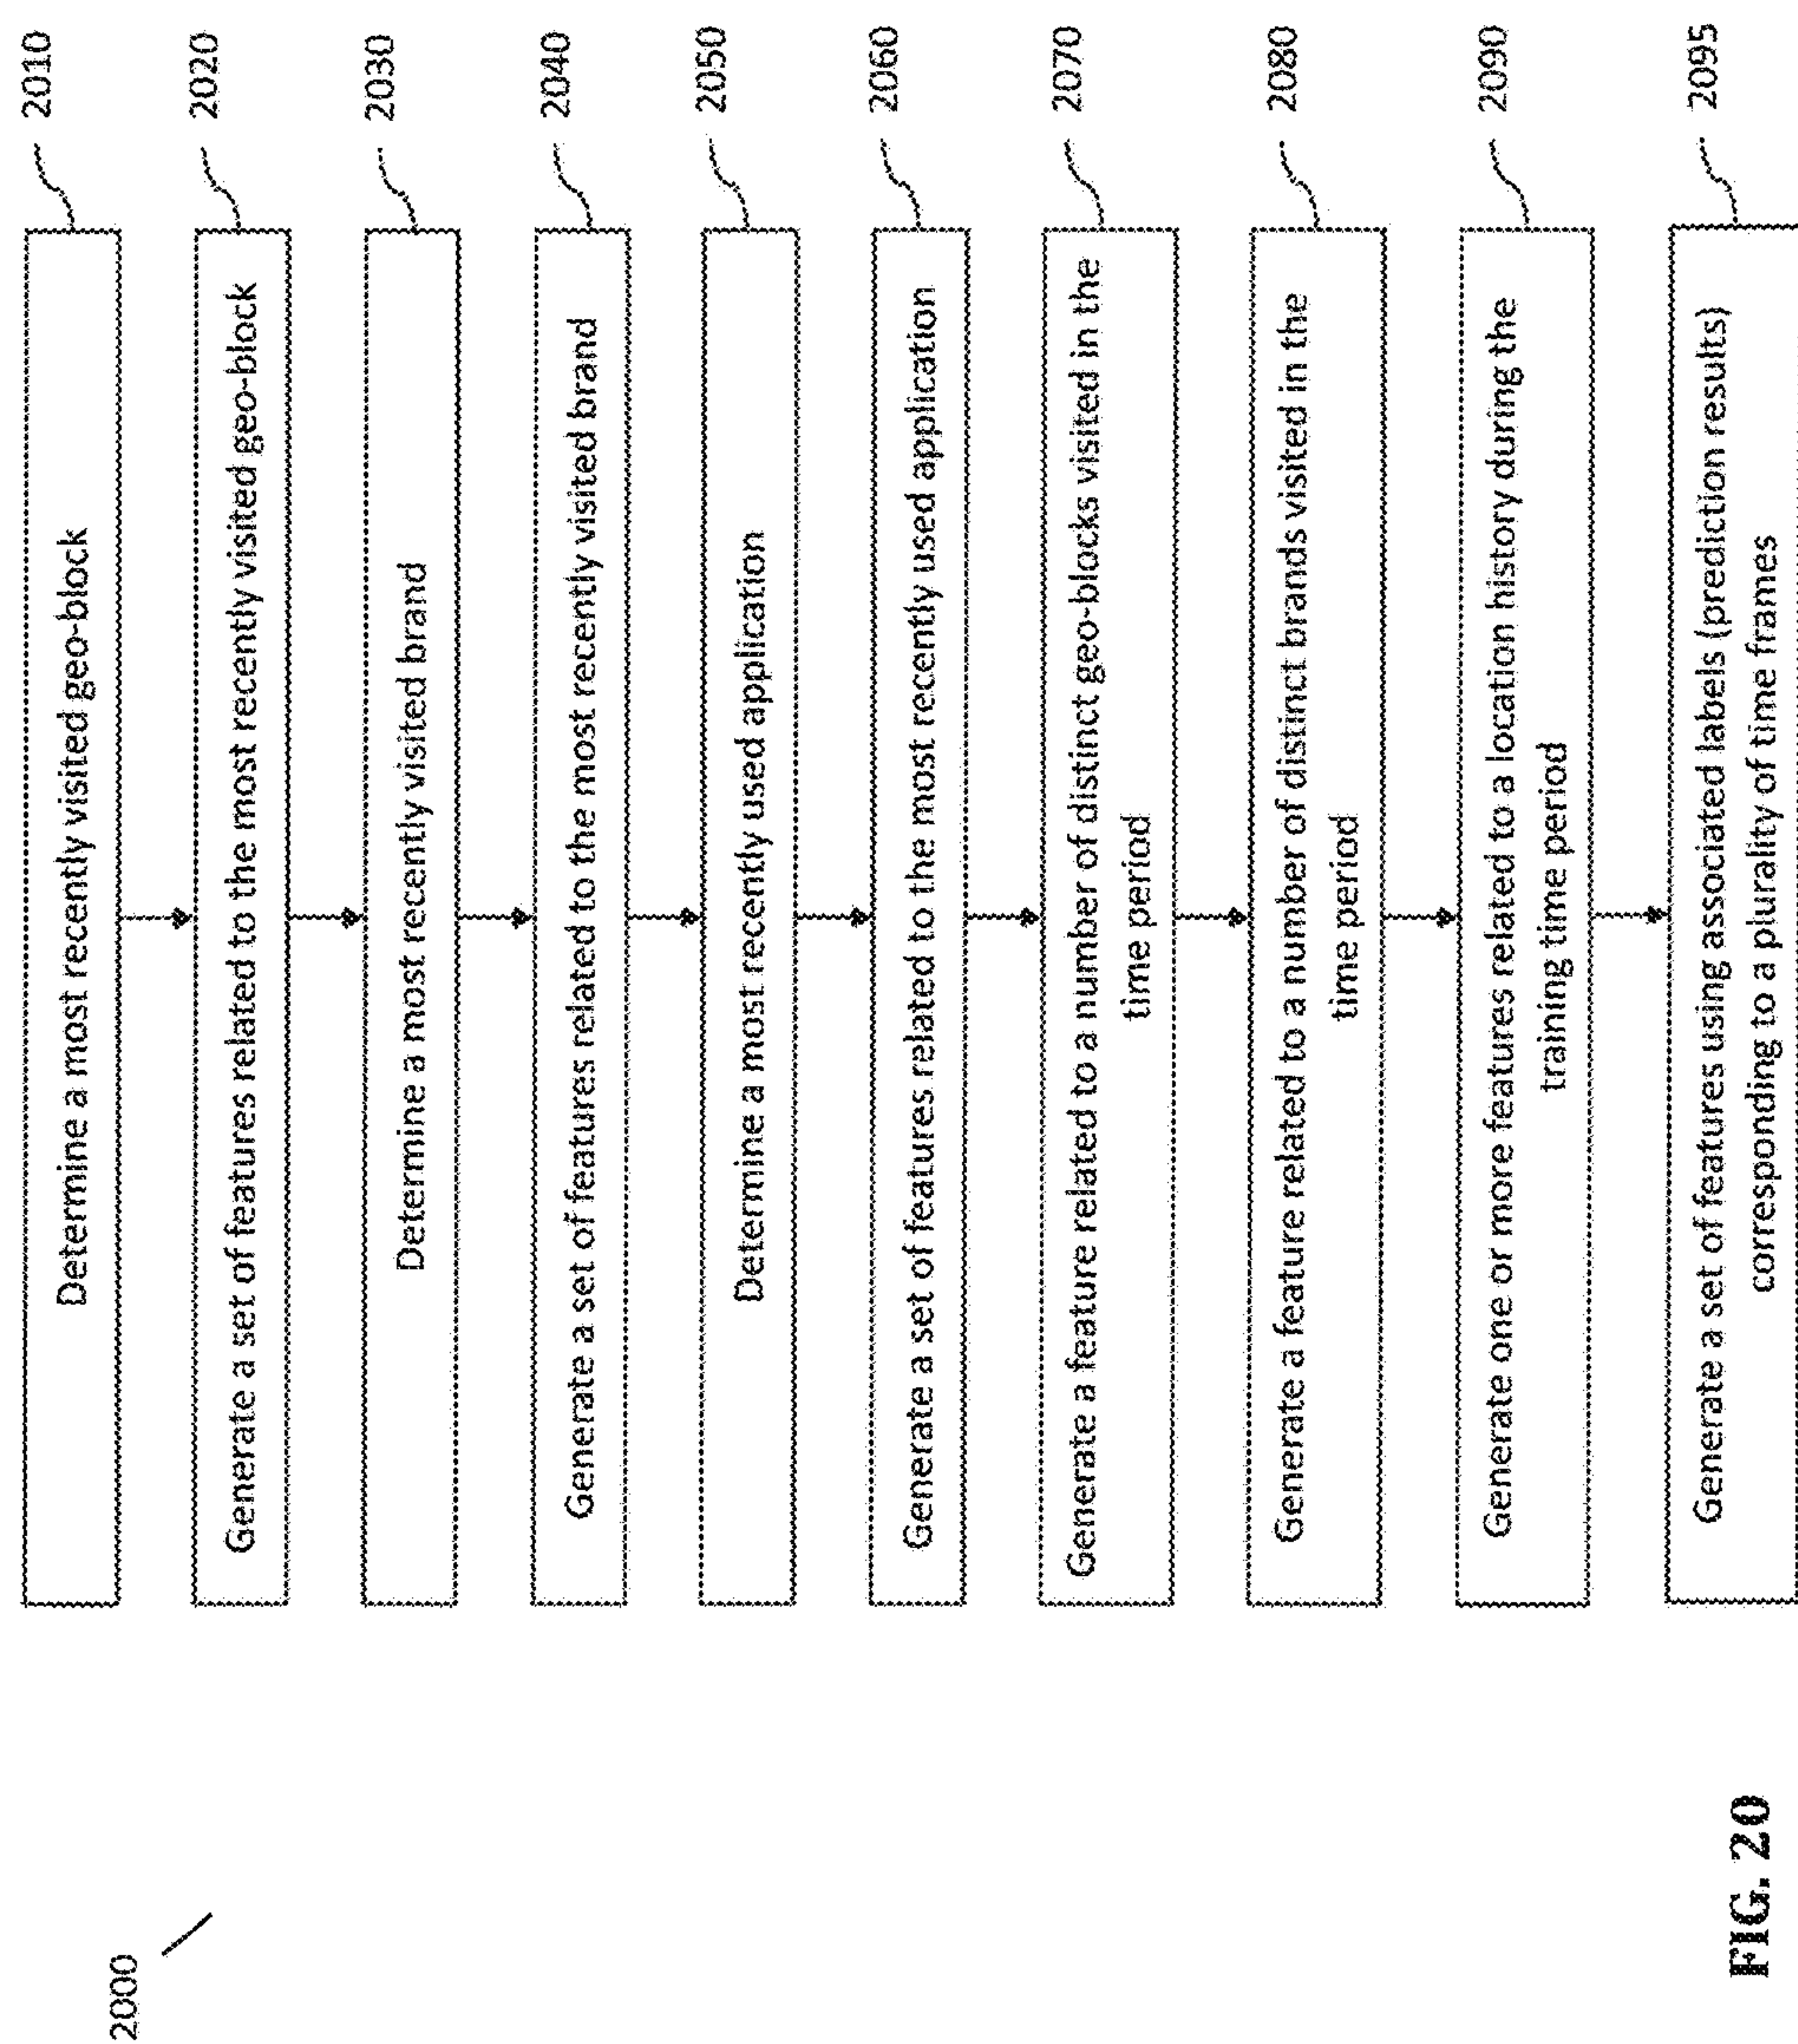 2000
Determine a most recently visited geo-block
2010
Generate a set of features related to the most recently visited geo-block
2020
Determine a most recently visited brand
2030
Generate a set of features related to the most recently visited brand
2040
Determine a most recently used application
2050
Generate a set of features related to the most recently used application
2060
Generate a feature related to a number of distinct geo-blocks visited in the
time period
2070
Generate a feature related to a number of distinct brands visited in the
time period
2080
Generate one or more features related to a location history during the
training time period
2090
Generate a set of features using associated labels (prediction results)
corresponding to a plurality of time frames
2095
FIG. 20